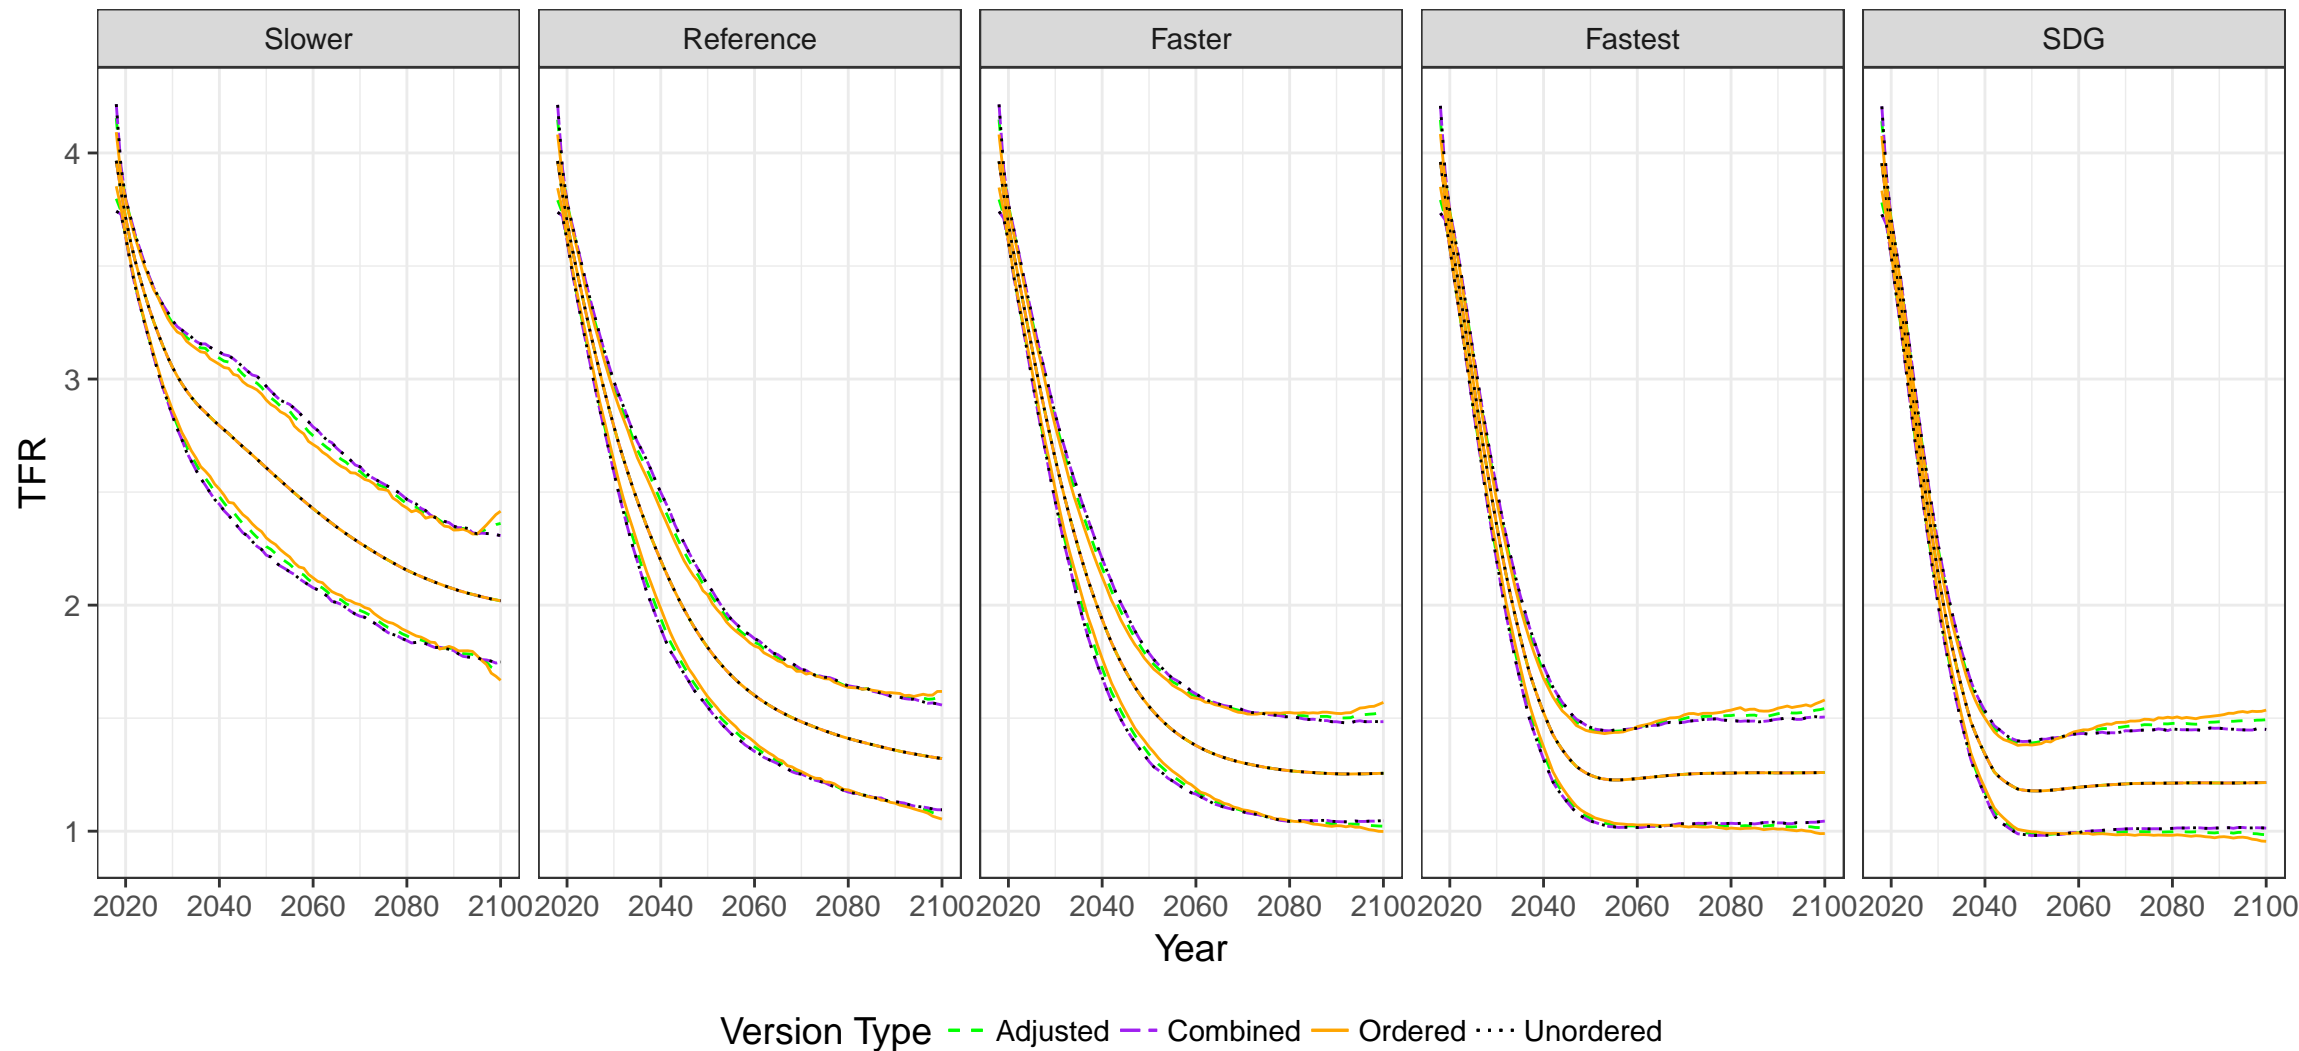 Slower Reference Faster Fastest SDG
TFR
4
3
2
1
2020 2040 2060 2080 2100 2020 2040 2060 2080 2100 2020 2040 2060 2080 2100 2020 2040 2060 2080 2100 2020 2040 2060 2080 2100
Year
Version Type Adjusted Combined Ordered Unordered